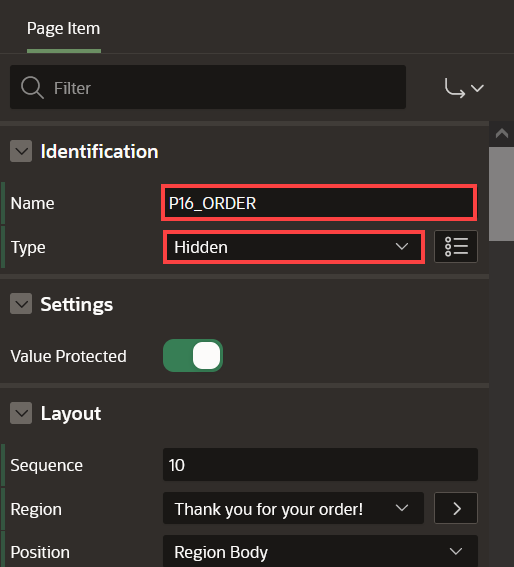 Page Item
Filter
Identification
Name P16_ORDER
Type Hidden
Settings
Value Protected
Layout
Sequence 10
Region Thank you for your order!
Position Region Body